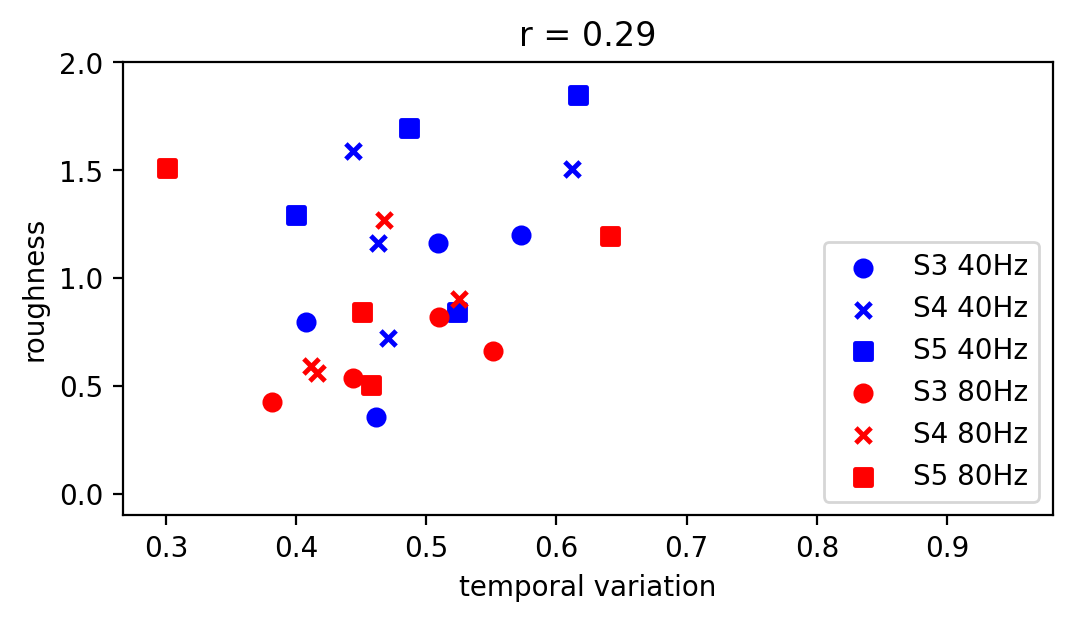 r = 0.29
2.0
1.5
1.0
0.5
0.0
roughness
0.3 0.4 0.5 0.6 0.7 0.8 0.9
temporal variation
S3 40Hz
S4 40Hz
S5 40Hz
S3 80Hz
S4 80Hz
S5 80Hz